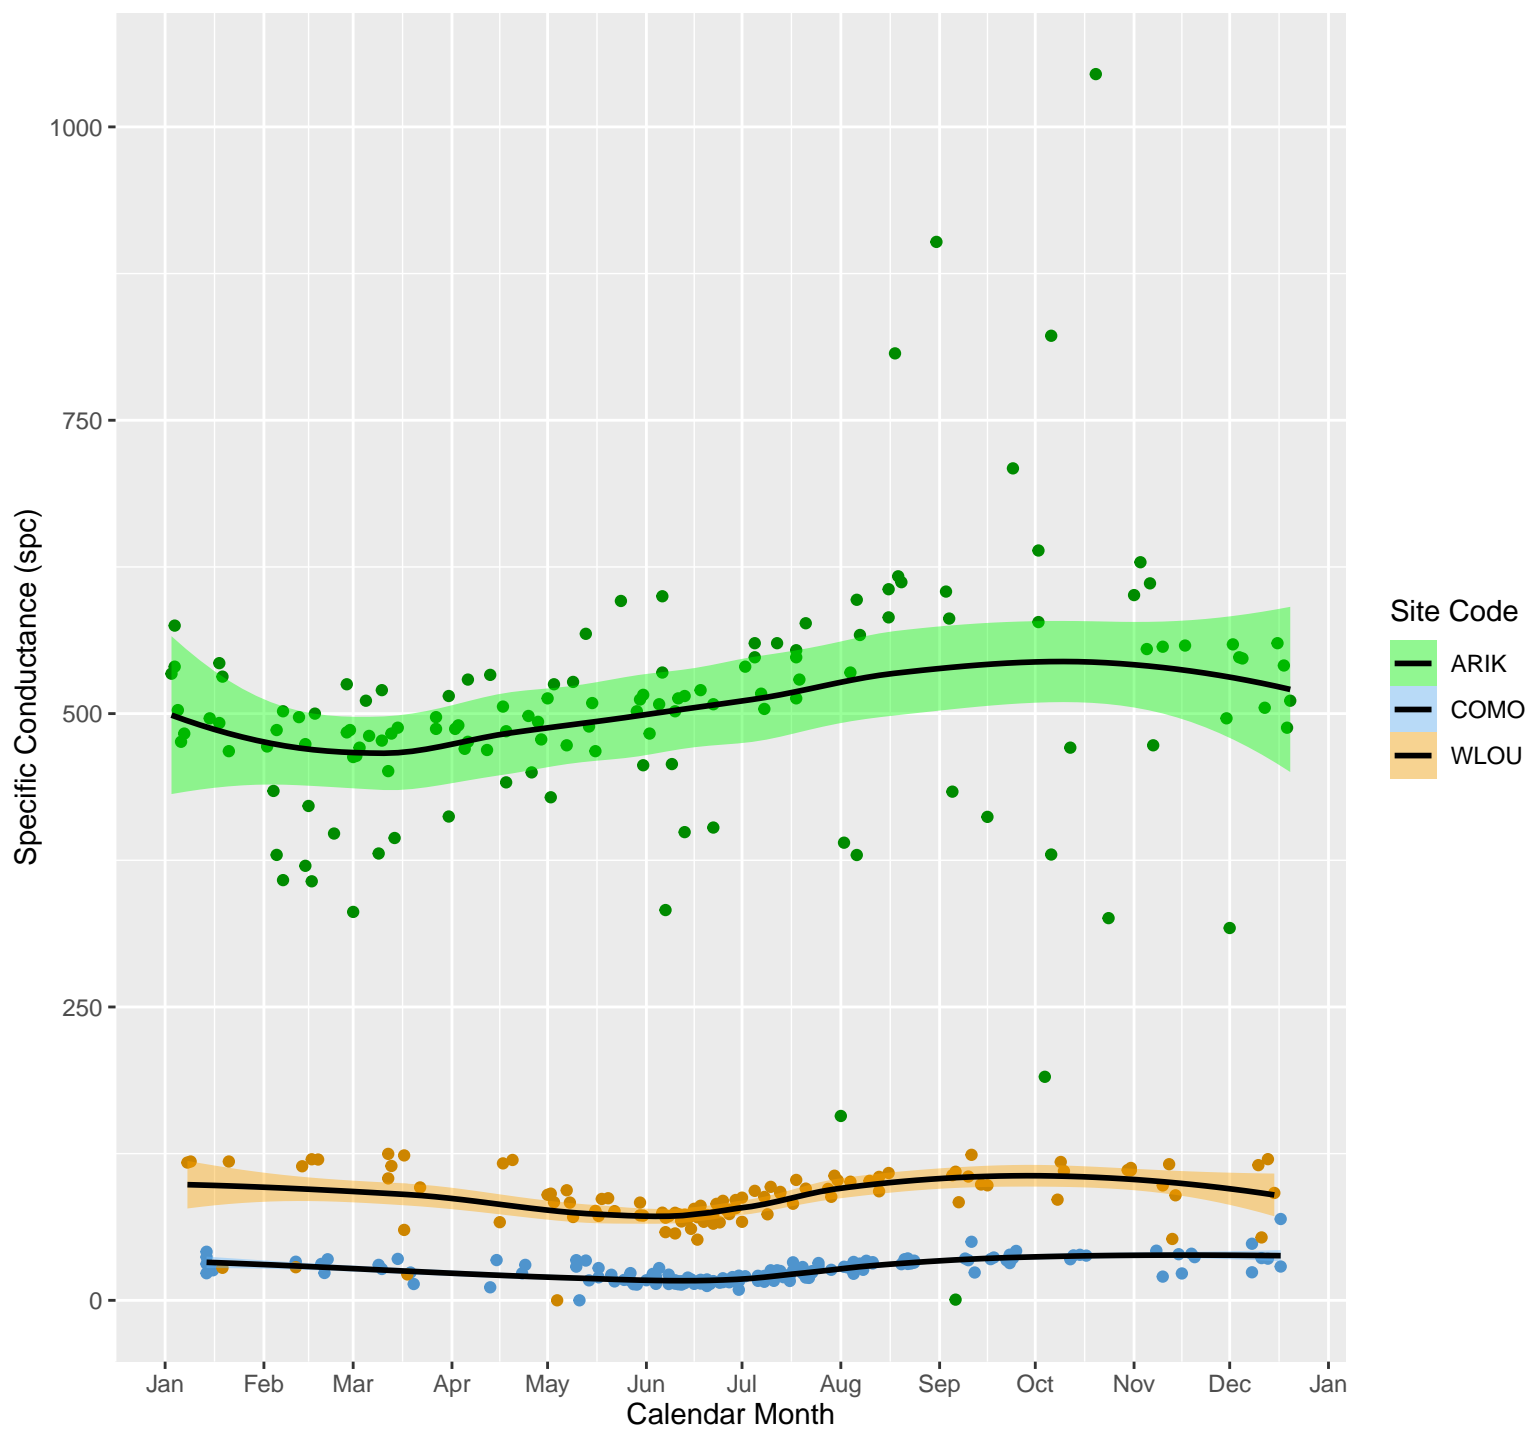 1000
750
500
250
0
Specific Conductance (spc)
Jan Feb Mar Apr May Jun Jul Aug Sep Oct Nov Dec Jan
Calendar Month
Site Code
ARIK
COMO
WLOU